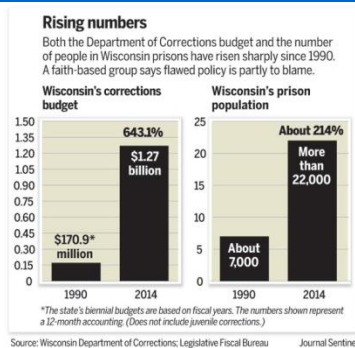 Rising numbers
Both the Department of Corrections budget and the number
of people in Wisconsin prisons have risen sharply since 1990.
A faith-based group says flawed policy is partly to blame.
Wisconsin's corrections
budget
1.50
1.35
1.20
1.05
0.90
0.75
0.60
0.45
0.30
0.15
0
643.1%
$1.27
billion
$170.9*
million
1990
2014
Wisconsin's prison
population
25
20
15
10
5
0
About 214%
More
than
22,000
About
7,000
1990
2014
*The state's biennial budgets are based on fiscal years. The numbers shown represent
a 12-month accounting. (Does not include juvenile corrections.)
Source: Wisconsin Department of Corrections; Legislative Fiscal Bureau
Journal Sentine